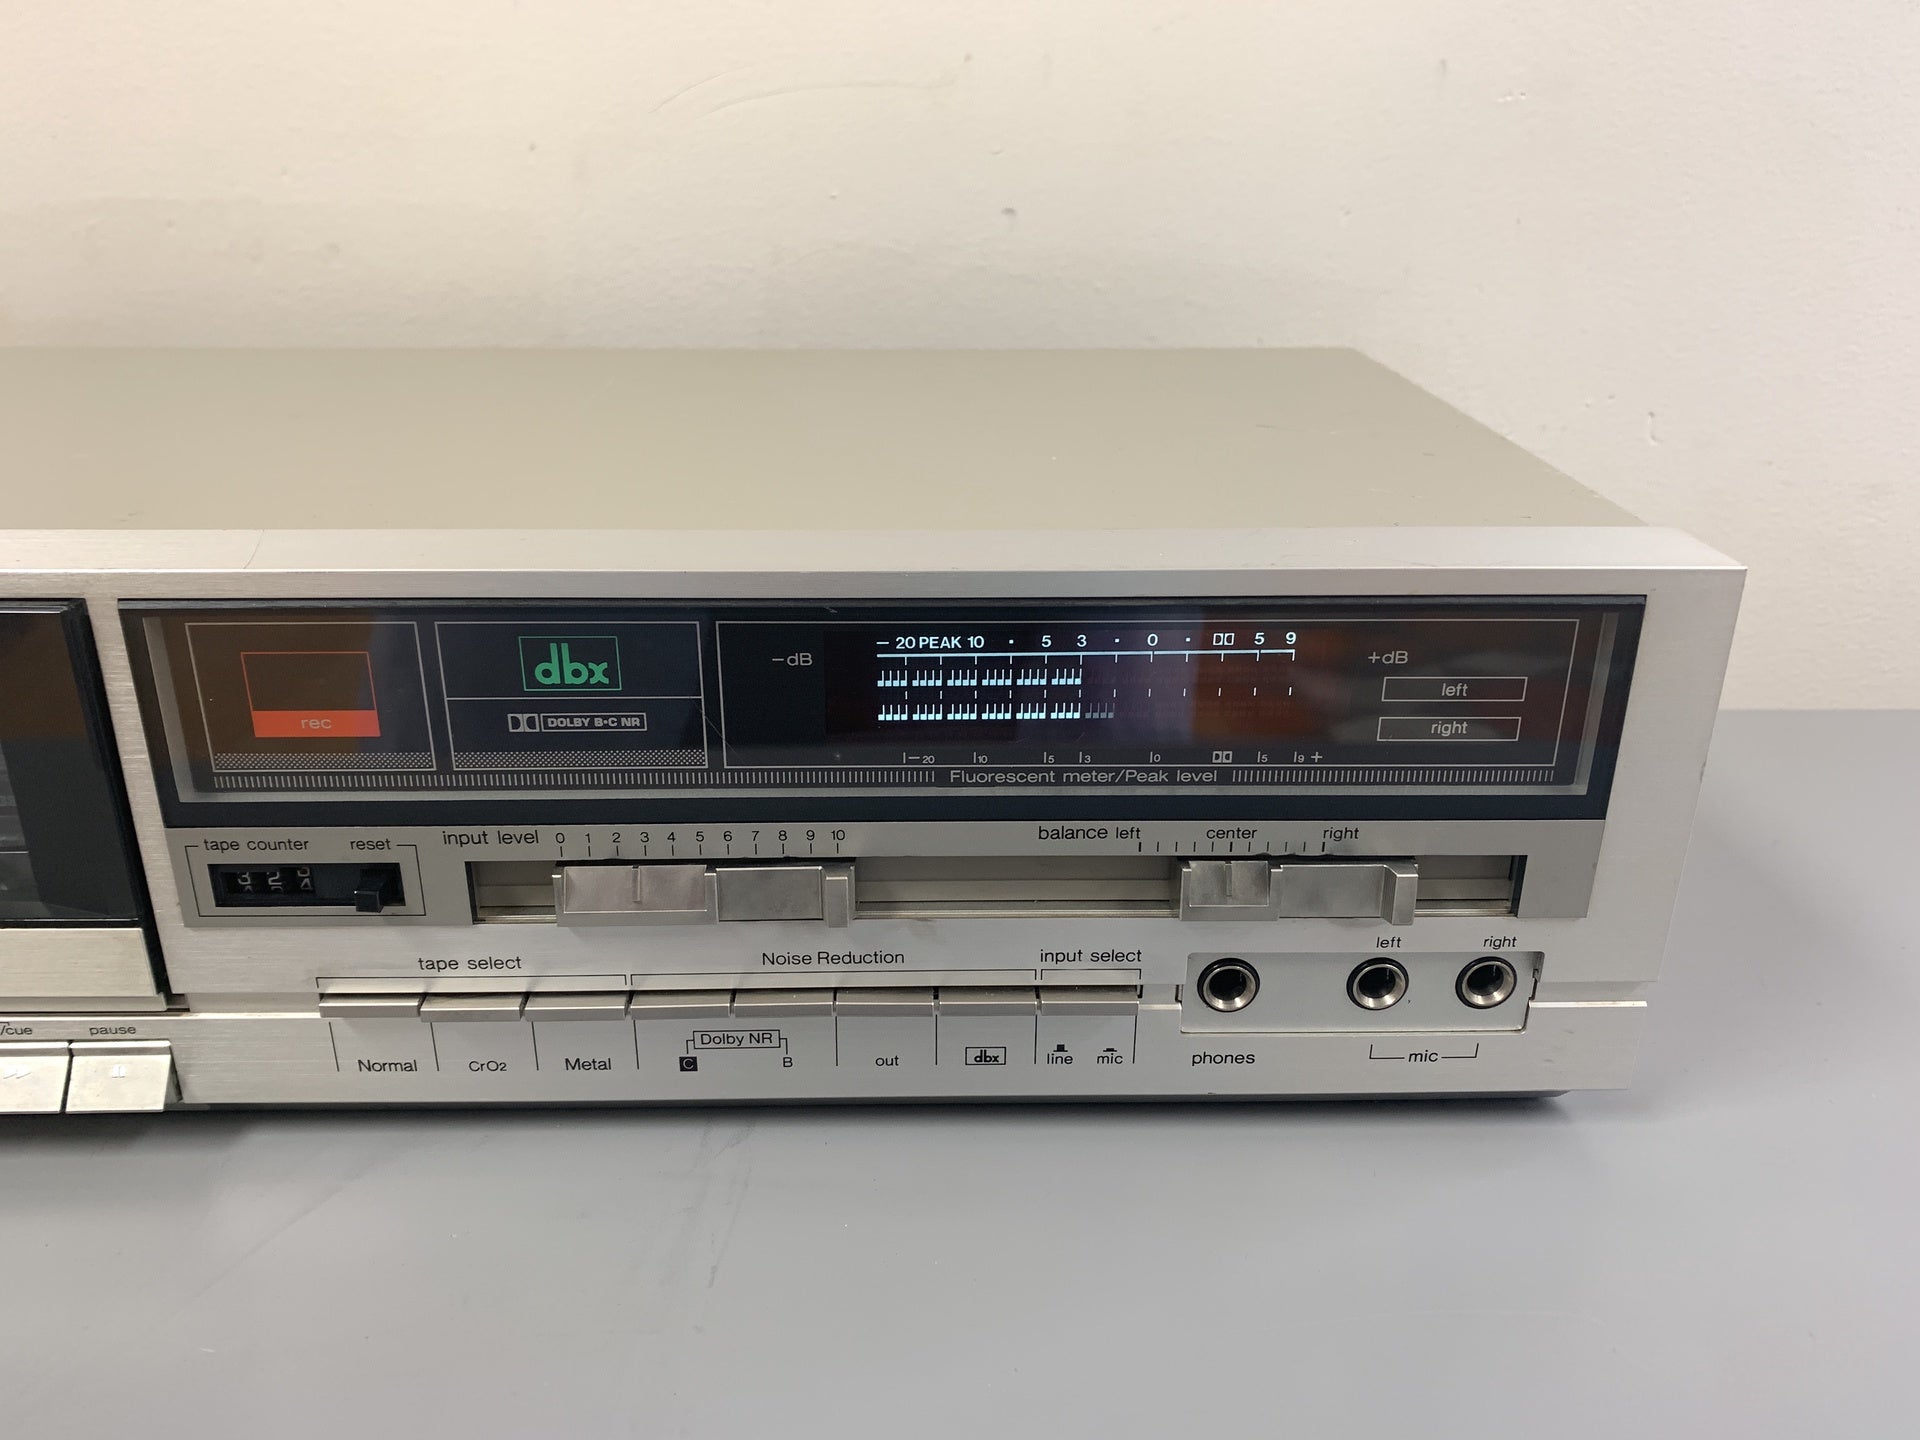 - 20 PEAK 10 · 5 3 · 0 · 5 9
-dB
+dB
left
right
rec
dbx
DOLBY B·C NR
-20 10 5 3 0 5 9 +
Fluorescent meter/Peak level
tape counter reset
3 2
input level 0 1 2 3 4 5 6 7 8 9 10
balance left center right
tape select
Noise Reduction
input select
left right
/cue pause
Normal CrO2 Metal
Dolby NR
C B
out
dbx
line mic
phones
mic